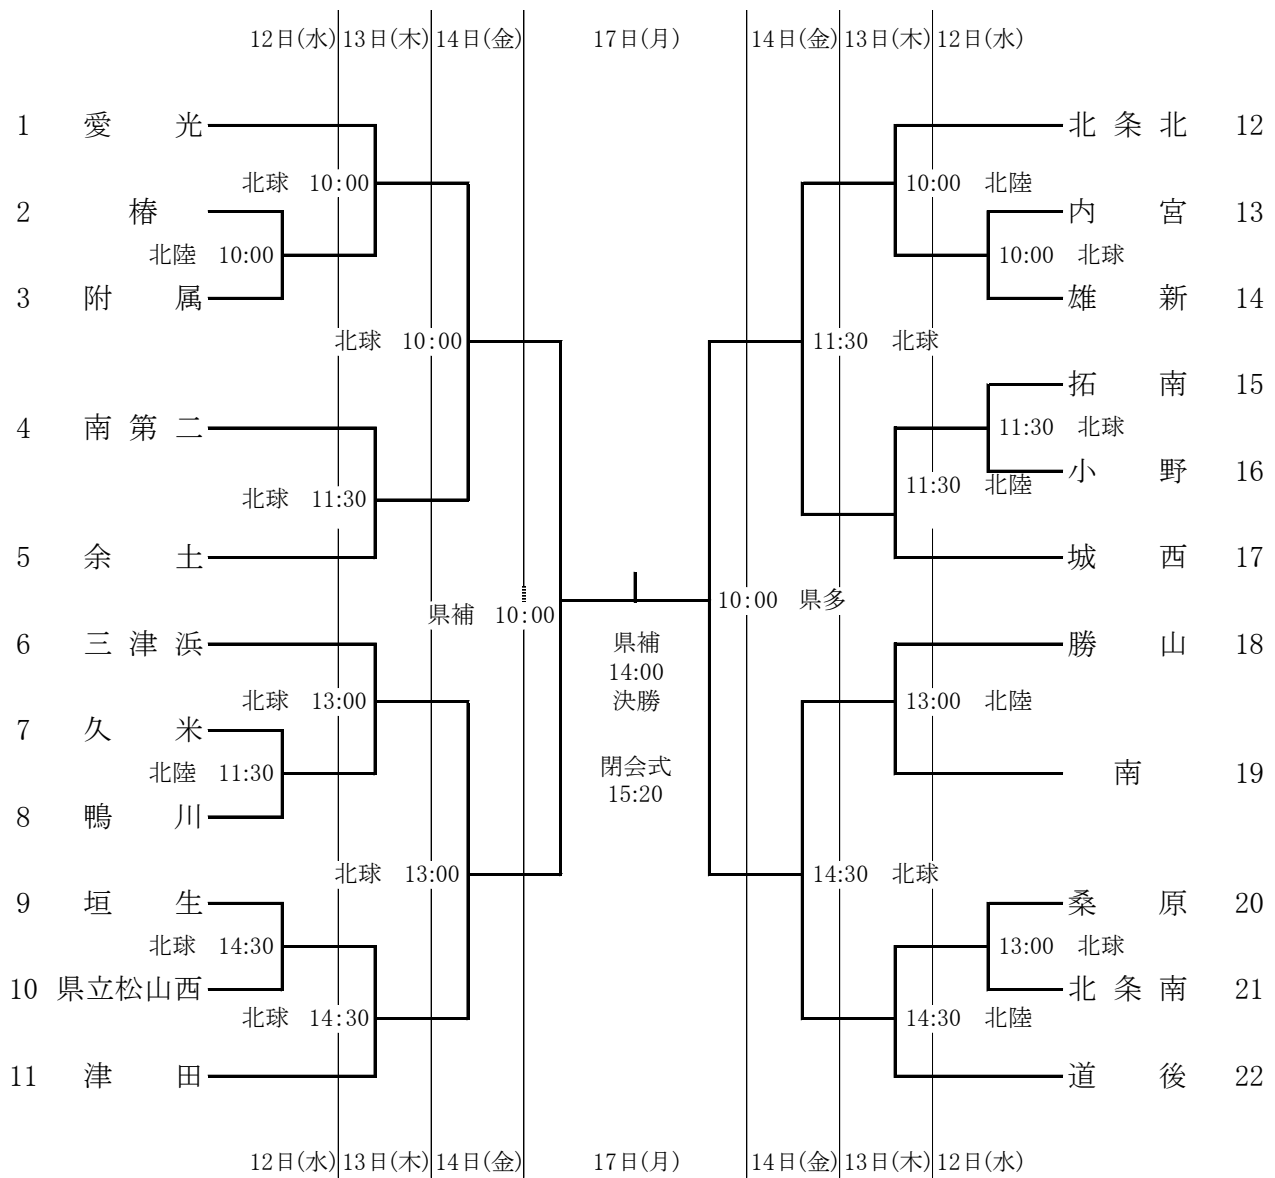 12日(水) 13日(木) 14日(金) 17日(月) 14日(金) 13日(木) 12日(水)
1 愛光 北条北 12
北球 10:00 10:00 北陸
2 椿 内宮 13
北陸 10:00 10:00 北球
3 附属 雄新 14
北球 10:00 11:30 北球
拓南 15
4 南第二 11:30 北球
小野 16
北球 11:30 11:30 北陸
5 余土 城西 17
県補 10:00 10:00 県多
6 三津浜 県補 勝山 18
14:00
北球 13:00 決勝 13:00 北陸
7 久米
北陸 11:30 閉会式 南 19
15:20
8 鴨川
北球 13:00 14:30 北球
9 垣生 桑原 20
北球 14:30 13:00 北球
10 県立松山西 北条南 21
北球 14:30 14:30 北陸
11 津田 道後 22
12日(水) 13日(木) 14日(金) 17日(月) 14日(金) 13日(木) 12日(水)